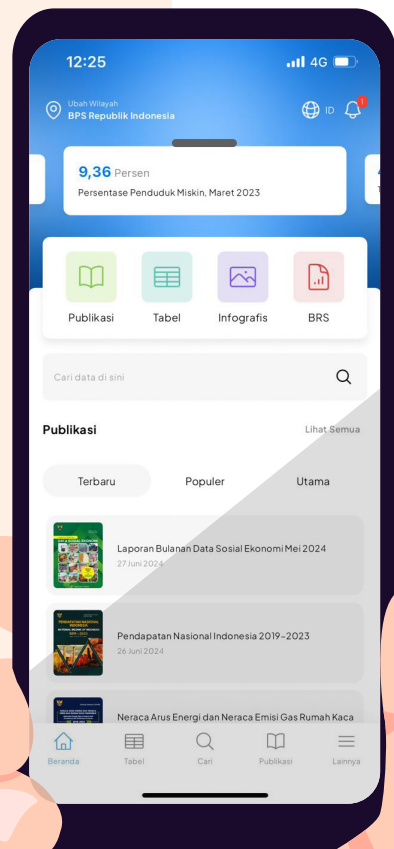 12:25
4G
Ubah Wilayah
BPS Republik Indonesia
ID
1
9,36 Persen
Persentase Penduduk Miskin, Maret 2023
Publikasi
Tabel
Infografis
BRS
Cari data di sini
Publikasi
Lihat Semua
Terbaru
Populer
Utama
Laporan Bulanan Data Sosial Ekonomi Mei 2024
27 Juni 2024
Pendapatan Nasional Indonesia 2019-2023
26 Juni 2024
Neraca Arus Energi dan Neraca Emisi Gas Rumah Kaca
Beranda
Tabel
Cari
Publikasi
Lainnya